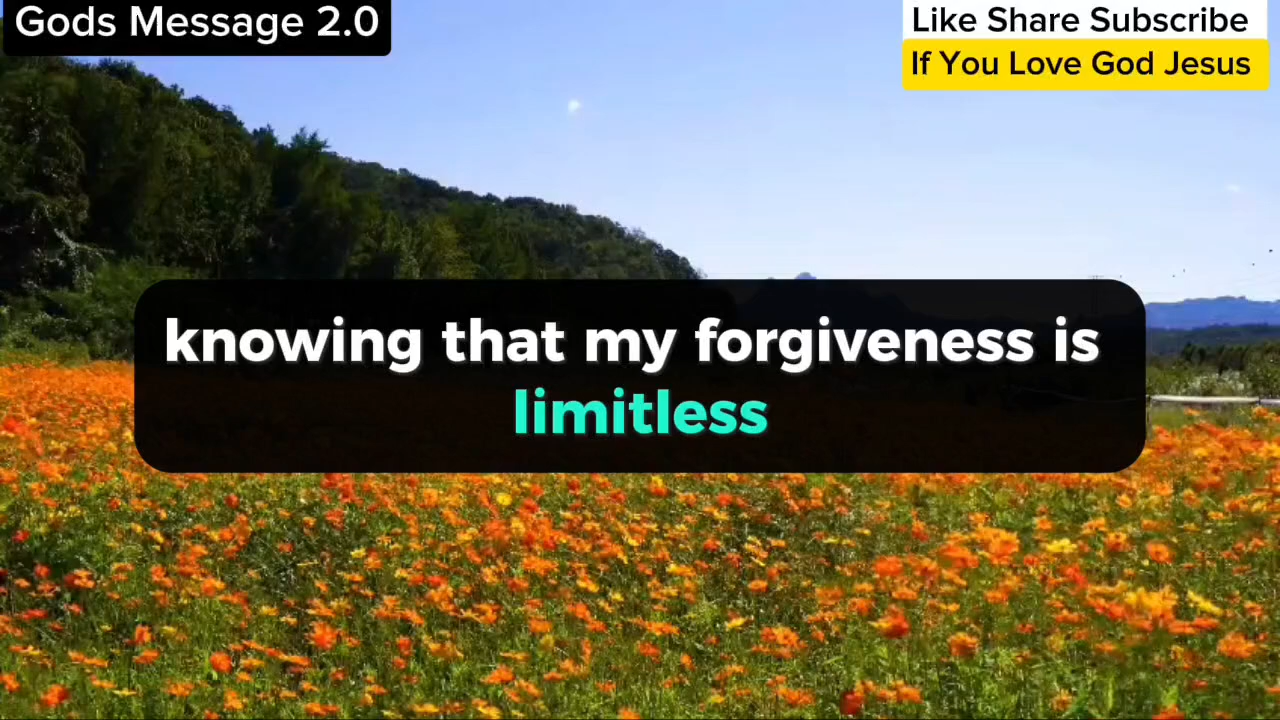 Gods Message 2.0
Like Share Subscribe
If You Love God Jesus
knowing that my forgiveness is
limitless